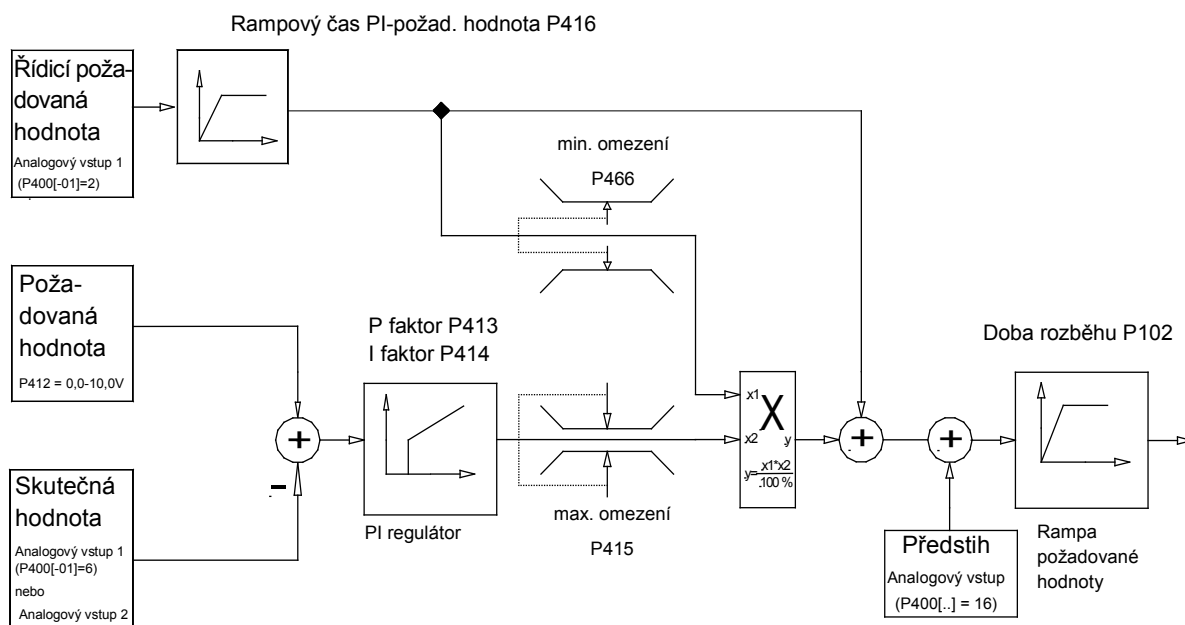 Rampový čas PI-požad. hodnota P416
Řídicí poža-
dovaná
hodnota
Analogový vstup 1
(P400[-01]=2)
min. omezení
P466
Poža-
dovaná
hodnota
P412 = 0,0-10,0V
P faktor P413
I faktor P414
Doba rozběhu P102
x1
X
x2
y
y=x1*x2
.100 %
+
+
+
-
Skutečná
hodnota
Analogový vstup 1
(P400[-01]=6)
nebo
Analogový vstup 2
PI regulátor
max. omezení
P415
Předstih
Analogový vstup
(P400[..] = 16)
Rampa
požadované
hodnoty